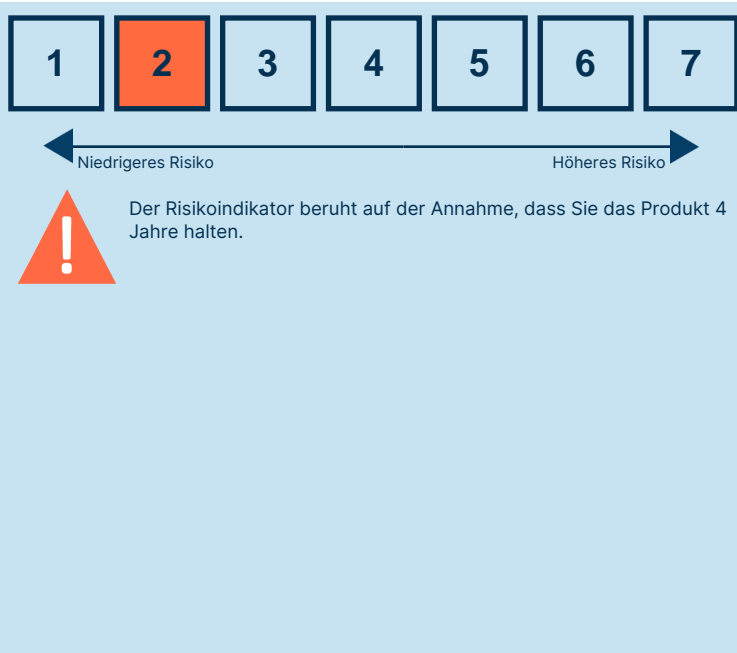 1 2 3 4 5 6 7
Niedrigeres Risiko Höheres Risiko
!
Der Risikoindikator beruht auf der Annahme, dass Sie das Produkt 4
Jahre halten.